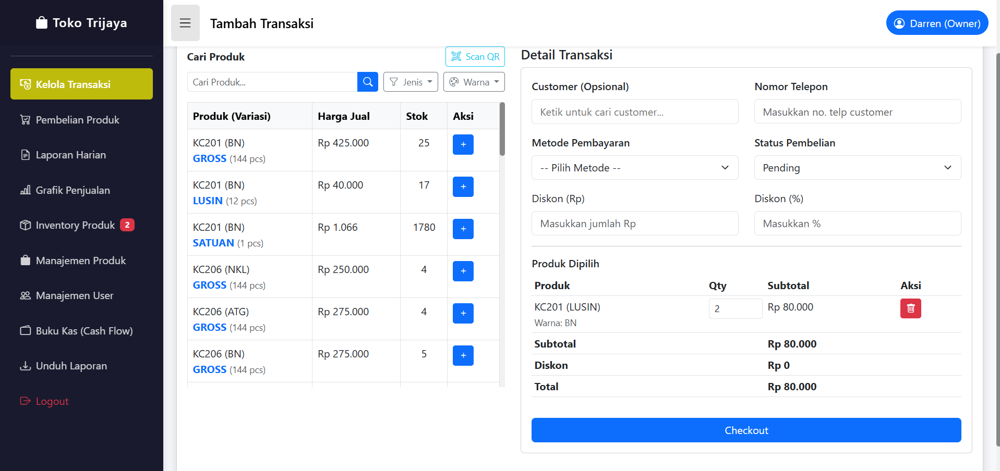 Toko Trijaya
Kelola Transaksi
Pembelian Produk
Laporan Harian
Grafik Penjualan
Inventory Produk 2
Manajemen Produk
Manajemen User
Buku Kas (Cash Flow)
Unduh Laporan
Logout
Tambah Transaksi
Darren (Owner)
Cari Produk
Scan QR
Cari Produk...
Jenis
Warna
Produk (Variasi) Harga Jual Stok Aksi
KC201 (BN) Rp 425.000 25 +
GROSS (144 pcs)
KC201 (BN) Rp 40.000 17 +
LUSIN (12 pcs)
KC201 (BN) Rp 1.066 1780 +
SATUAN (1 pcs)
KC206 (NKL) Rp 250.000 4 +
GROSS (144 pcs)
KC206 (ATG) Rp 275.000 4 +
GROSS (144 pcs)
KC206 (BN) Rp 275.000 5 +
GROSS (144 pcs)
Detail Transaksi
Customer (Opsional) Nomor Telepon
Ketik untuk cari customer... Masukkan no. telp customer
Metode Pembayaran Status Pembelian
-- Pilih Metode -- Pending
Diskon (Rp) Diskon (%)
Masukkan jumlah Rp Masukkan %
Produk Dipilih
Produk Qty Subtotal Aksi
KC201 (LUSIN) 2 Rp 80.000
Warna: BN
Subtotal Rp 80.000
Diskon Rp 0
Total Rp 80.000
Checkout